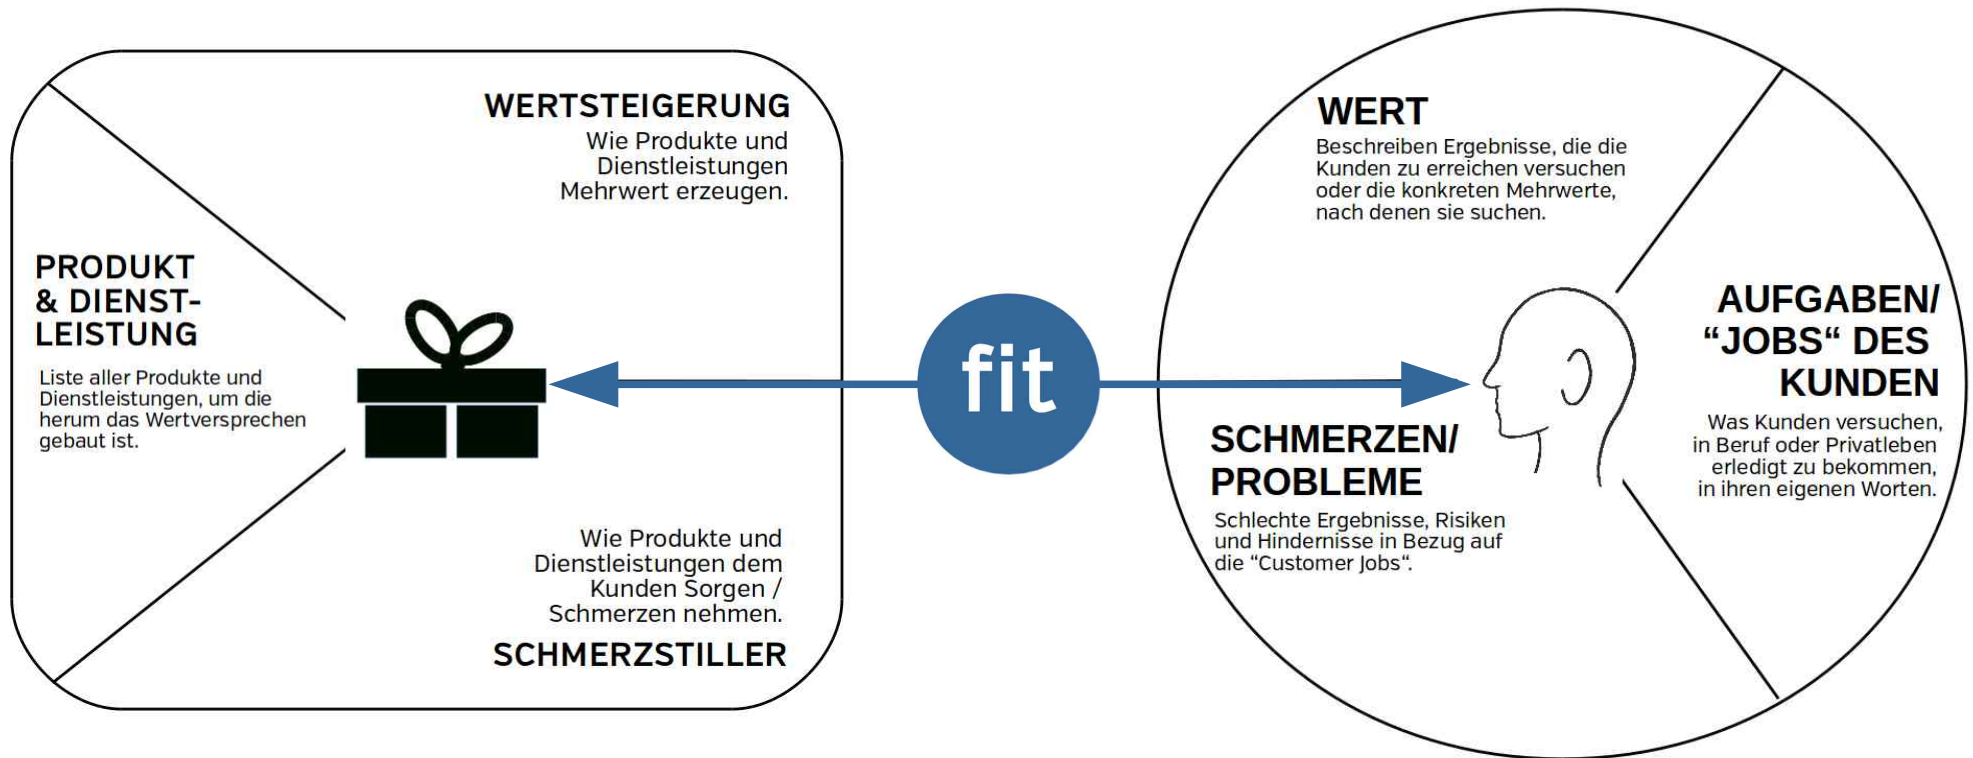 WERTSTEIGERUNG
Wie Produkte und
Dienstleistungen
Mehrwert erzeugen.
PRODUKT
& DIENST-
LEISTUNG
Liste aller Produkte und
Dienstleistungen, um die
herum das Wertversprechen
gebaut ist.
Wie Produkte und
Dienstleistungen dem
Kunden Sorgen /
Schmerzen nehmen.
SCHMERZSTILLER
fit
WERT
Beschreiben Ergebnisse, die die
Kunden zu erreichen versuchen
oder die konkreten Mehrwerte,
nach denen sie suchen.
AUFGABEN/
“JOBS“ DES
KUNDEN
Was Kunden versuchen,
in Beruf oder Privatleben
erledigt zu bekommen,
in ihren eigenen Worten.
SCHMERZEN/
PROBLEME
Schlechte Ergebnisse, Risiken
und Hindernisse in Bezug auf
die “Customer Jobs“.